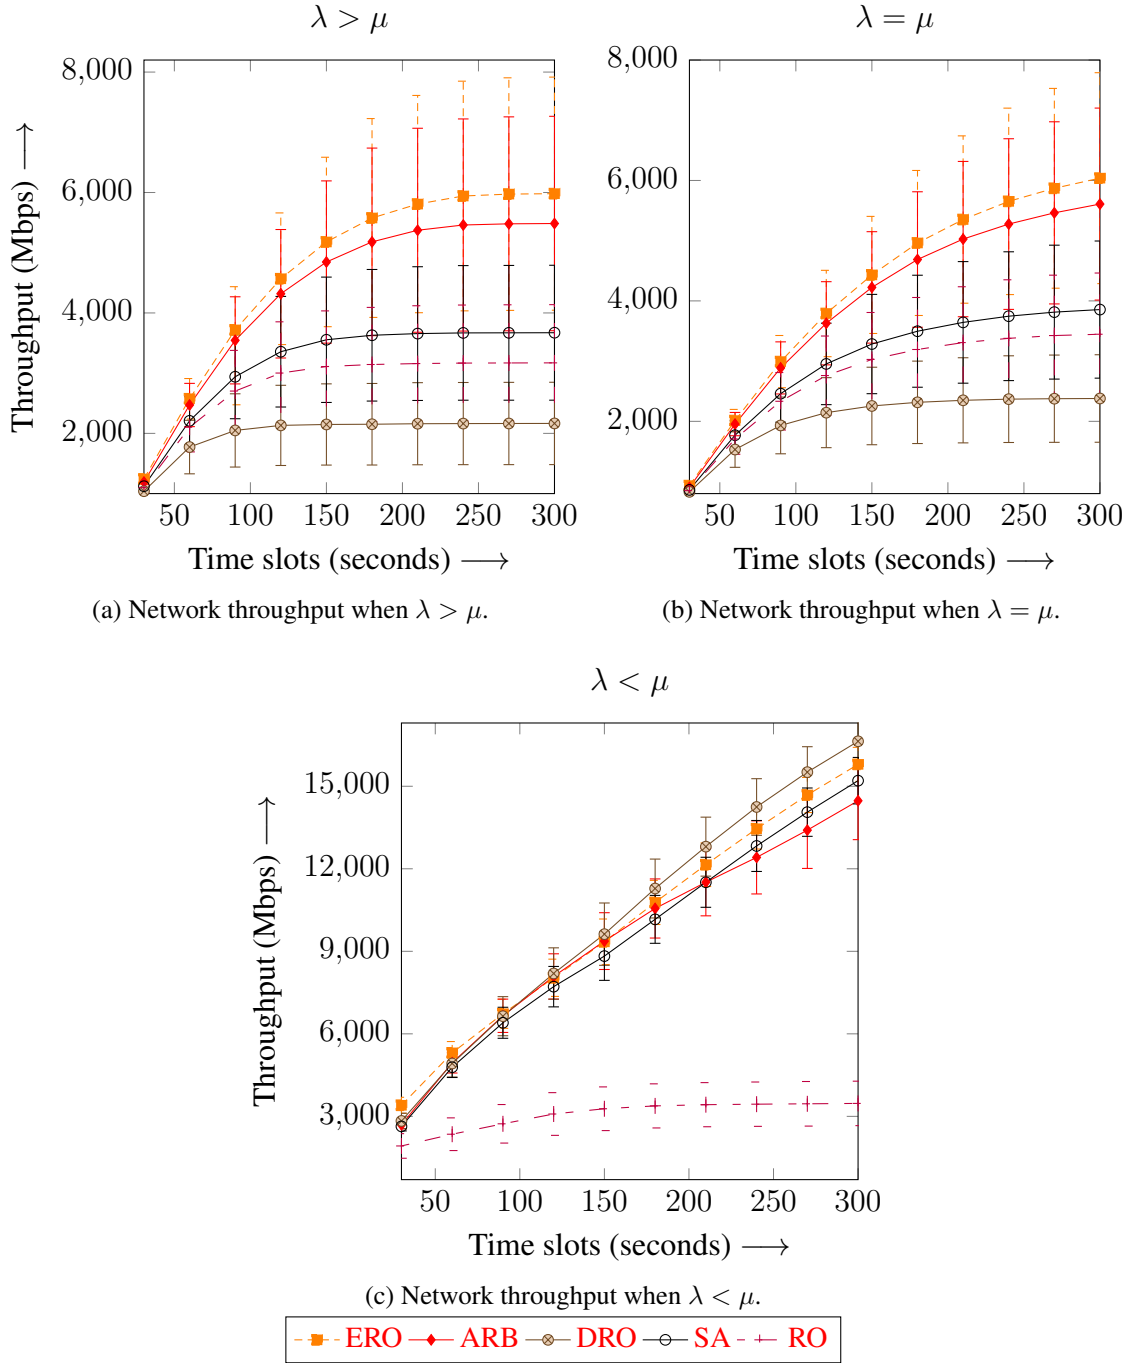 λ > μ
λ = μ
8,000
6,000
4,000
2,000
Throughput (Mbps) ⟶
50 100 150 200 250 300
Time slots (seconds) ⟶
(a) Network throughput when λ > μ.
8,000
6,000
4,000
2,000
50 100 150 200 250 300
Time slots (seconds) ⟶
(b) Network throughput when λ = μ.
λ < μ
15,000
12,000
9,000
6,000
3,000
Throughput (Mbps) ⟶
50 100 150 200 250 300
Time slots (seconds) ⟶
(c) Network throughput when λ < μ.
ERO ARB DRO SA RO